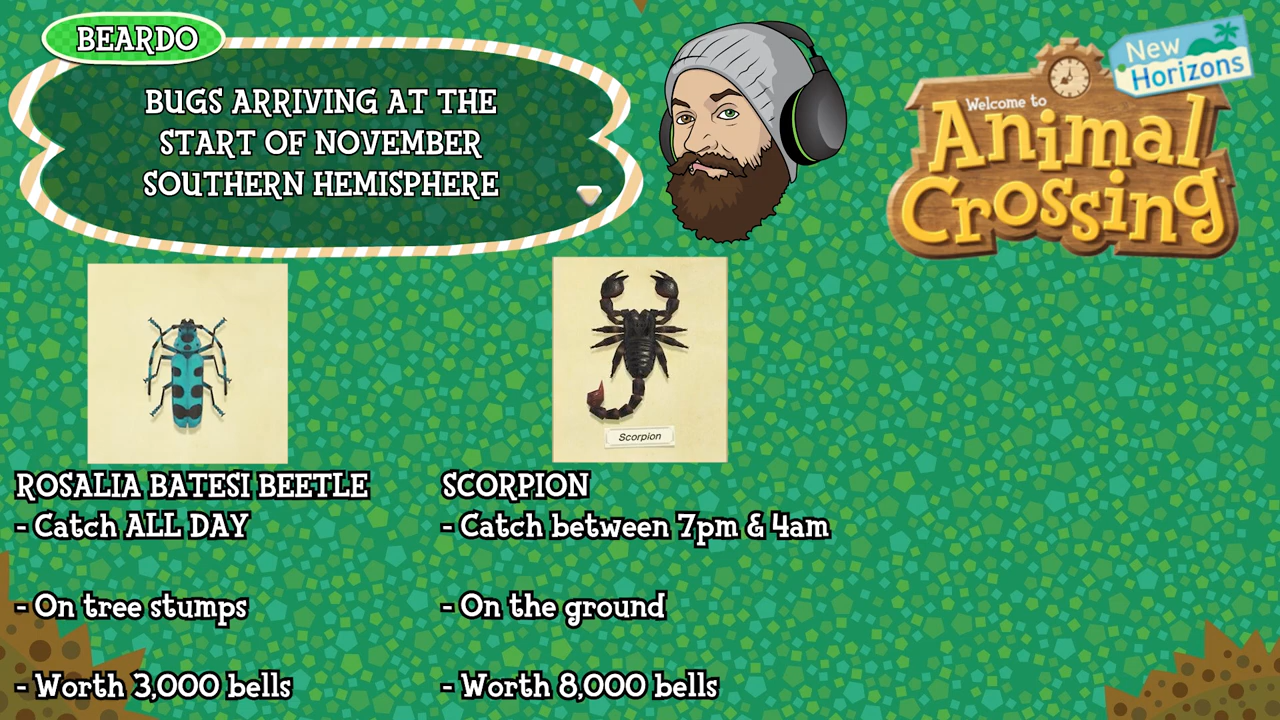 BEARDO
BUGS ARRIVING AT THE
START OF NOVEMBER
SOUTHERN HEMISPHERE
New
Horizons
Welcome to
Animal
Crossing
Scorpion
ROSALIA BATESI BEETLE
- Catch ALL DAY
- On tree stumps
- Worth 3,000 bells
SCORPION
- Catch between 7pm & 4am
- On the ground
- Worth 8,000 bells